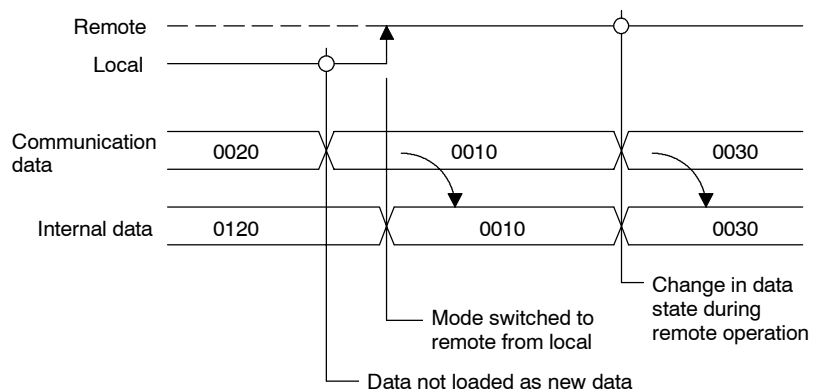 Remote
Local
Communication
data
0020
0010
0030
Internal data
0120
0010
0030
Change in data
state during
remote operation
Mode switched to
remote from local
Data not loaded as new data